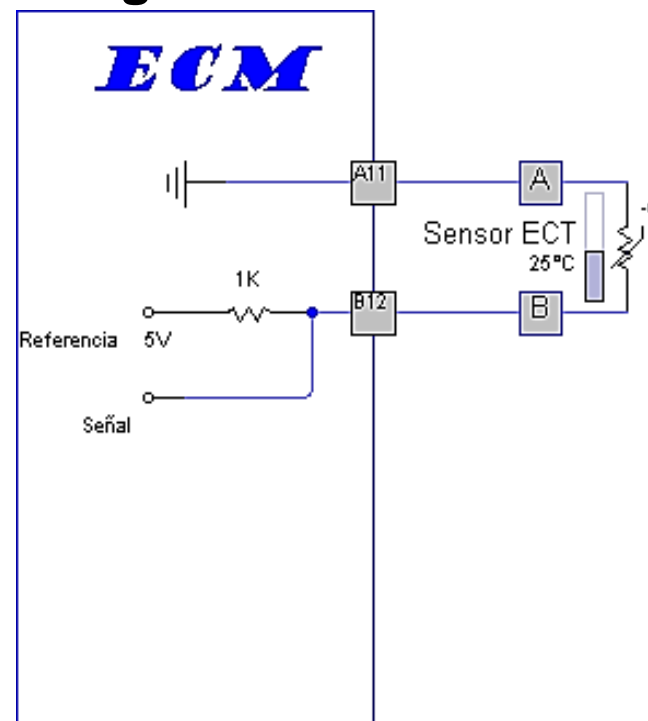 ECM
A11
A
Sensor ECT
25°C
1K
B12
B
Referencia 5V
Señal